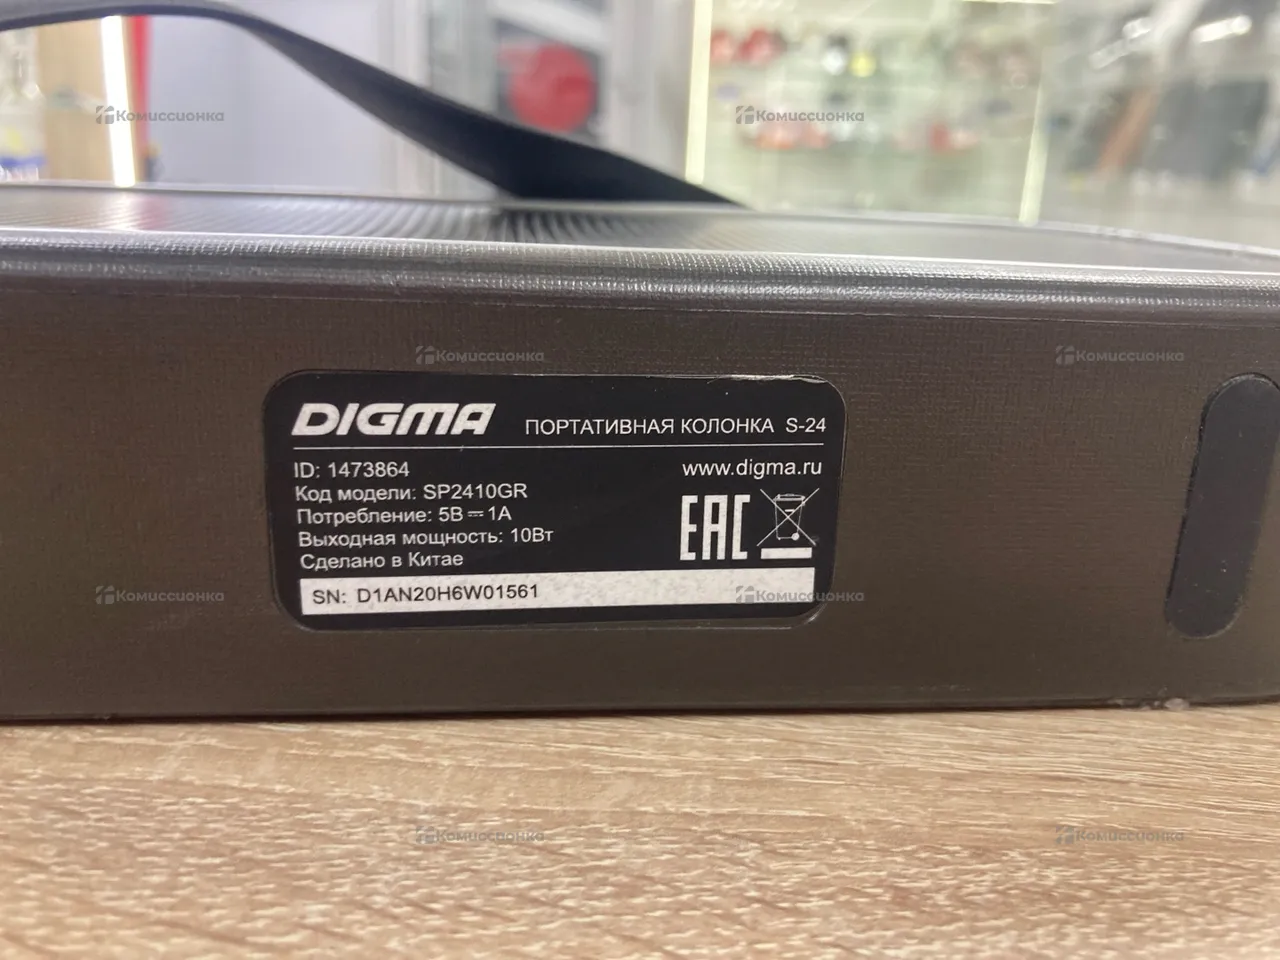 Комиссионка
Комиссионка
Комиссионка
Комиссионка
DIGMA ПОРТАТИВНАЯ КОЛОНКА S-24
ID: 1473864
www.digma.ru
Код модели: SP2410GR
Потребление: 5В 1А
Выходная мощность: 10Вт
Сделано в Китае
EAC
SN: D1AN20H6W01561
Комиссионка
Комиссионка
Комиссионка
Комиссионка